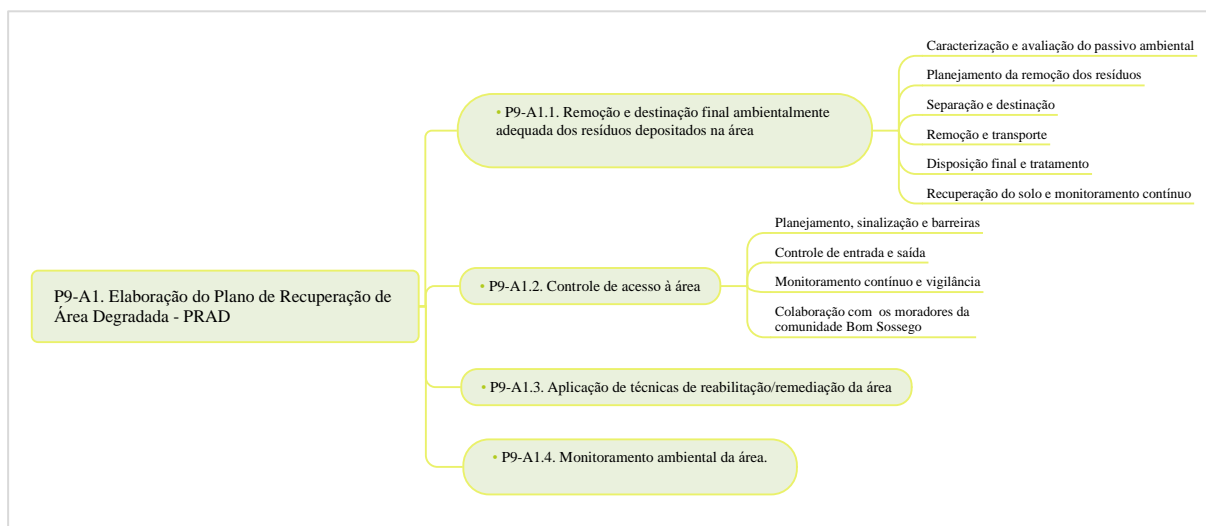 P9-A1. Elaboração do Plano de Recuperação de
Área Degradada - PRAD
• P9-A1.1. Remoção e destinação final ambientalmente
adequada dos resíduos depositados na área
Caracterização e avaliação do passivo ambiental
Planejamento da remoção dos resíduos
Separação e destinação
Remoção e transporte
Disposição final e tratamento
Recuperação do solo e monitoramento contínuo
• P9-A1.2. Controle de acesso à área
Planejamento, sinalização e barreiras
Controle de entrada e saída
Monitoramento contínuo e vigilância
Colaboração com os moradores da
comunidade Bom Sossego
• P9-A1.3. Aplicação de técnicas de reabilitação/remediação da área
• P9-A1.4. Monitoramento ambiental da área.